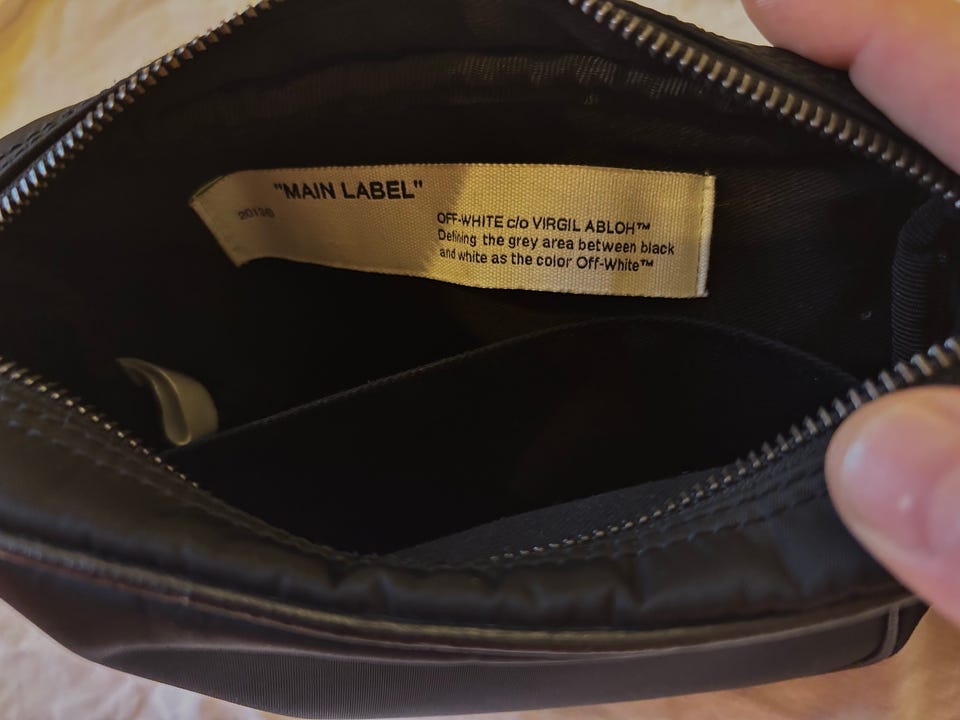 "MAIN LABEL"
OFF-WHITE c/o VIRGIL ABLOH™
Defining the grey area between black
and white as the color Off-White™